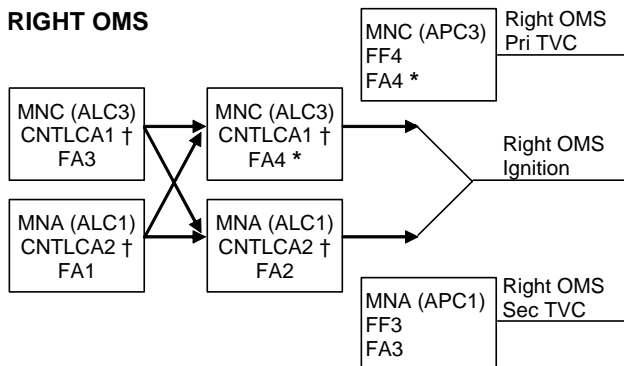 RIGHT OMS
MNC (APC3)
FF4
FA4 *
Right OMS
Pri TVC
MNC (ALC3)
CNTLCA1 †
FA3
MNC (ALC3)
CNTLCA1 †
FA4 *
Right OMS
Ignition
MNA (ALC1)
CNTLCA2 †
FA1
MNA (ALC1)
CNTLCA2 †
FA2
MNA (APC1)
FF3
FA3
Right OMS
Sec TVC